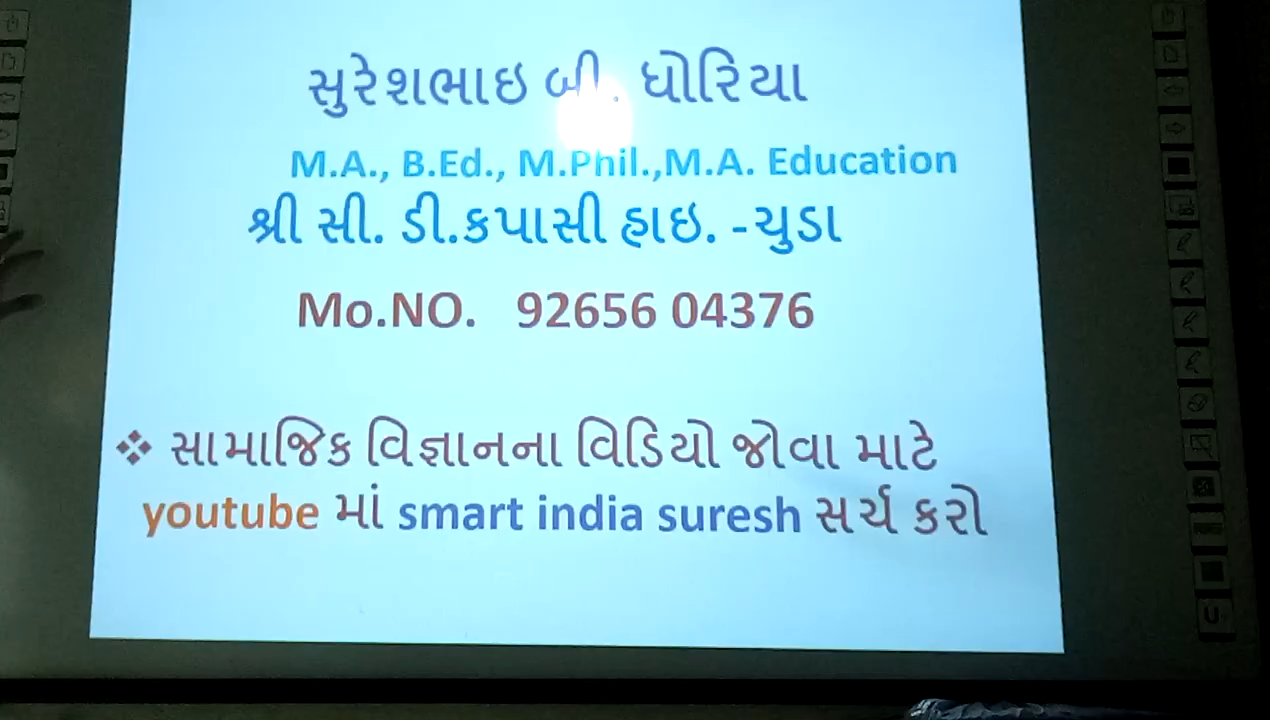 સુરેશભાઇ બી. ધોરિયા
M.A., B.Ed., M.Phil.,M.A. Education
શ્રી સી. ડી.કપાસી હાઇ. -ચુડા
Mo.NO. 92656 04376
❖ સામાજિક વિજ્ઞાનના વિડિયો જોવા માટે
youtube માં smart india suresh સર્ચ કરો